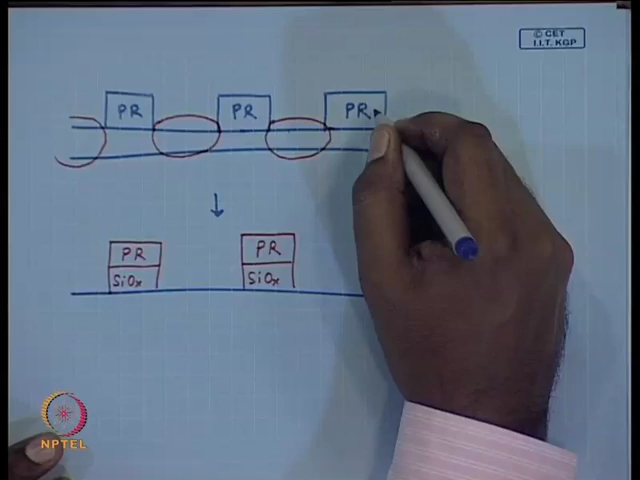 © CET
I.I.T. KGP
PR PR PR
PR PR
SiOx SiOx
NPTEL